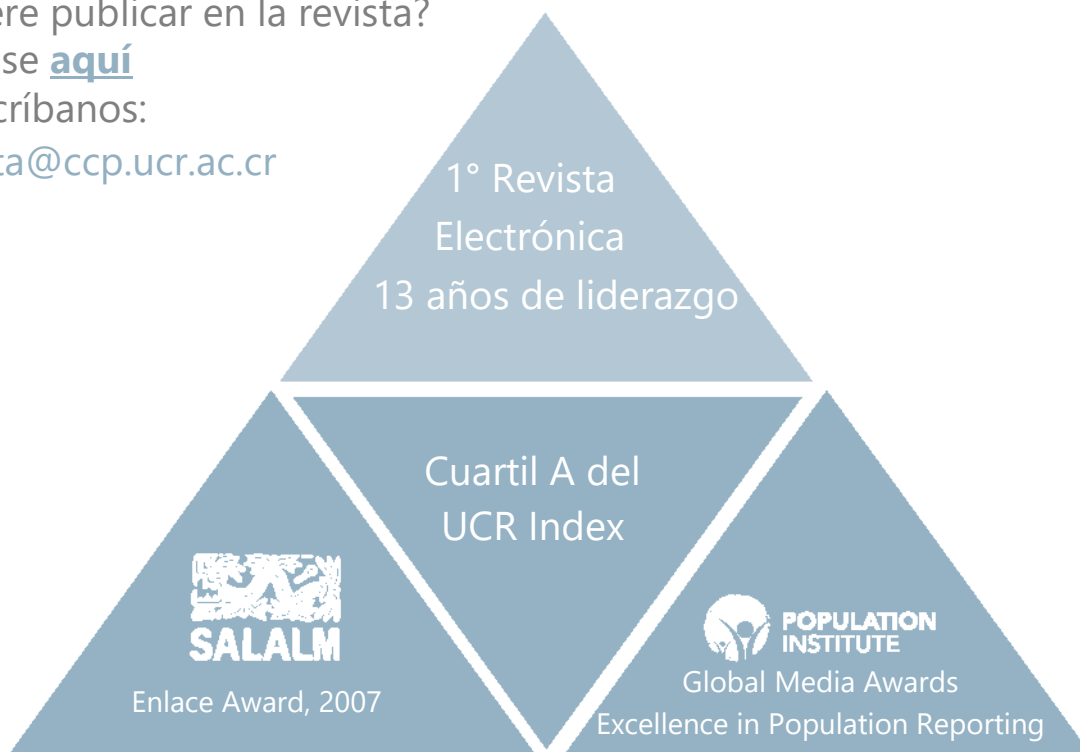 ere publicar en la revista?
se aquí
críbanos:
ta@ccp.ucr.ac.cr
1° Revista
Electrónica
13 años de liderazgo
Cuartil A del
UCR Index
SALALM
Enlace Award, 2007
POPULATION
INSTITUTE
Global Media Awards
Excellence in Population Reporting